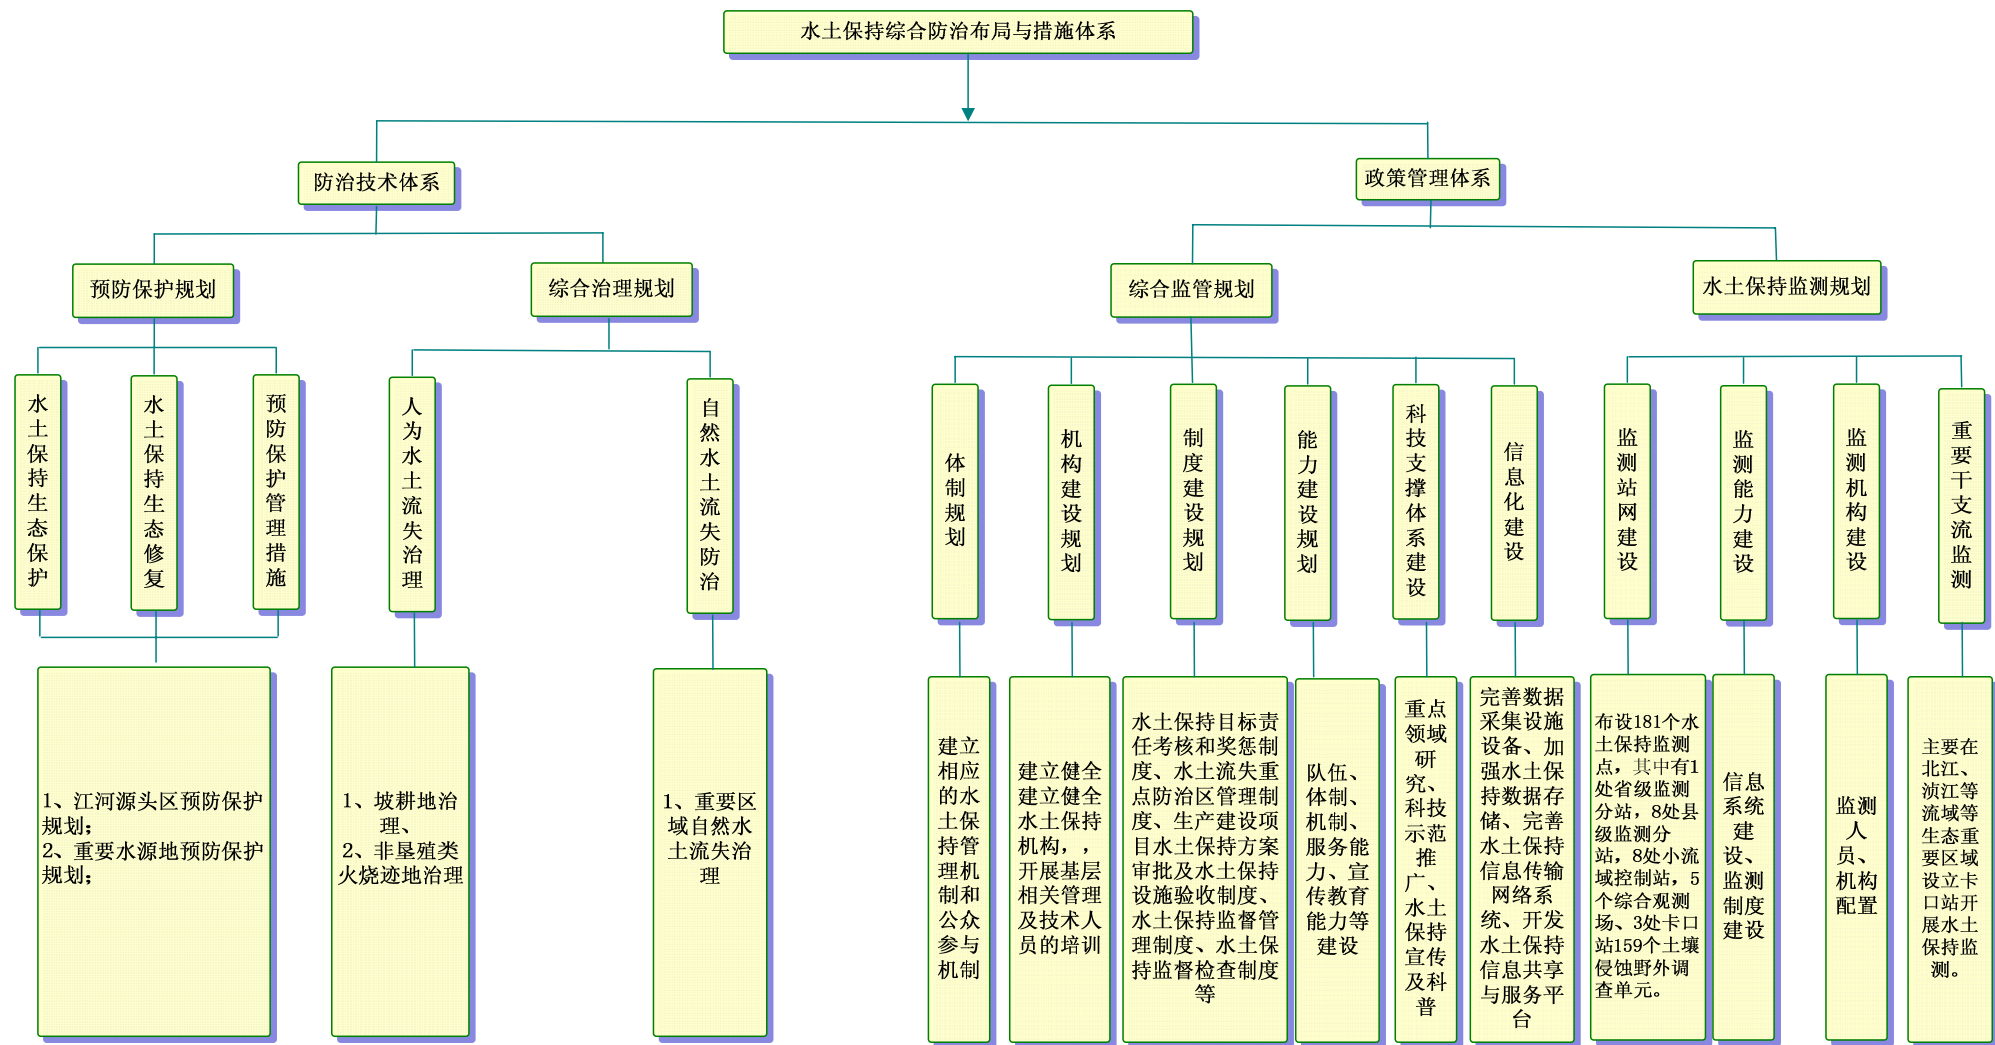 水土保持综合防治布局与措施体系
防治技术体系
政策管理体系
预防保护规划
综合治理规划
综合监管规划
水土保持监测规划
水土保持生态保护
水土保持生态修复
预防保护管理措施
人为水土流失治理
自然水土流失防治
体制规划
机构建设规划
制度建设规划
能力建设规划
科技支撑体系建设
信息化建设
监测站网建设
监测能力建设
监测机构建设
重要干支流监测
1、江河源头区预防保护
规划；
2、重要水源地预防保护
规划；
1、坡耕地治
理、
2、非垦殖类
火烧迹地治理
1、重要区
域自然水
土流失治
理
建立
相应
的水
土保
持管
理机
制和
公众
参与
机制
建立健全
建立健全
水土保持
机构，，
开展基层
相关管理
及技术人
员的培训
水土保持目标责
任考核和奖惩制
度、水土流失重
点防治区管理制
度、生产建设项
目水土保持方案
审批及水土保持
设施验收制度、
水土保持监督管
理制度、水土保
持监督检查制度
等
队伍、
体制、
机制、
服务能
力、宣
传教育
能力等
建设
重点
领域
研
究、
科技
示范
推
广、
水土
保持
宣传
及科
普
完善数据
采集设施
设备、加
强水土保
持数据存
储、完善
水土保持
信息传输
网络系
统、开发
水土保持
信息共享
与服务平
台
布设181个水
土保持监测
点，其中有1
处省级监测
分站，8处县
级监测分
站，8处小流
域控制站，5
个综合观测
场、3处卡口
站159个土壤
侵蚀野外调
查单元。
信息
系统
建
设、
监测
制度
建设
监测
人
员、
机构
配置
主要在
北江、
浈江等
流域等
生态重
要区域
设立卡
口站开
展水土
保持监
测。